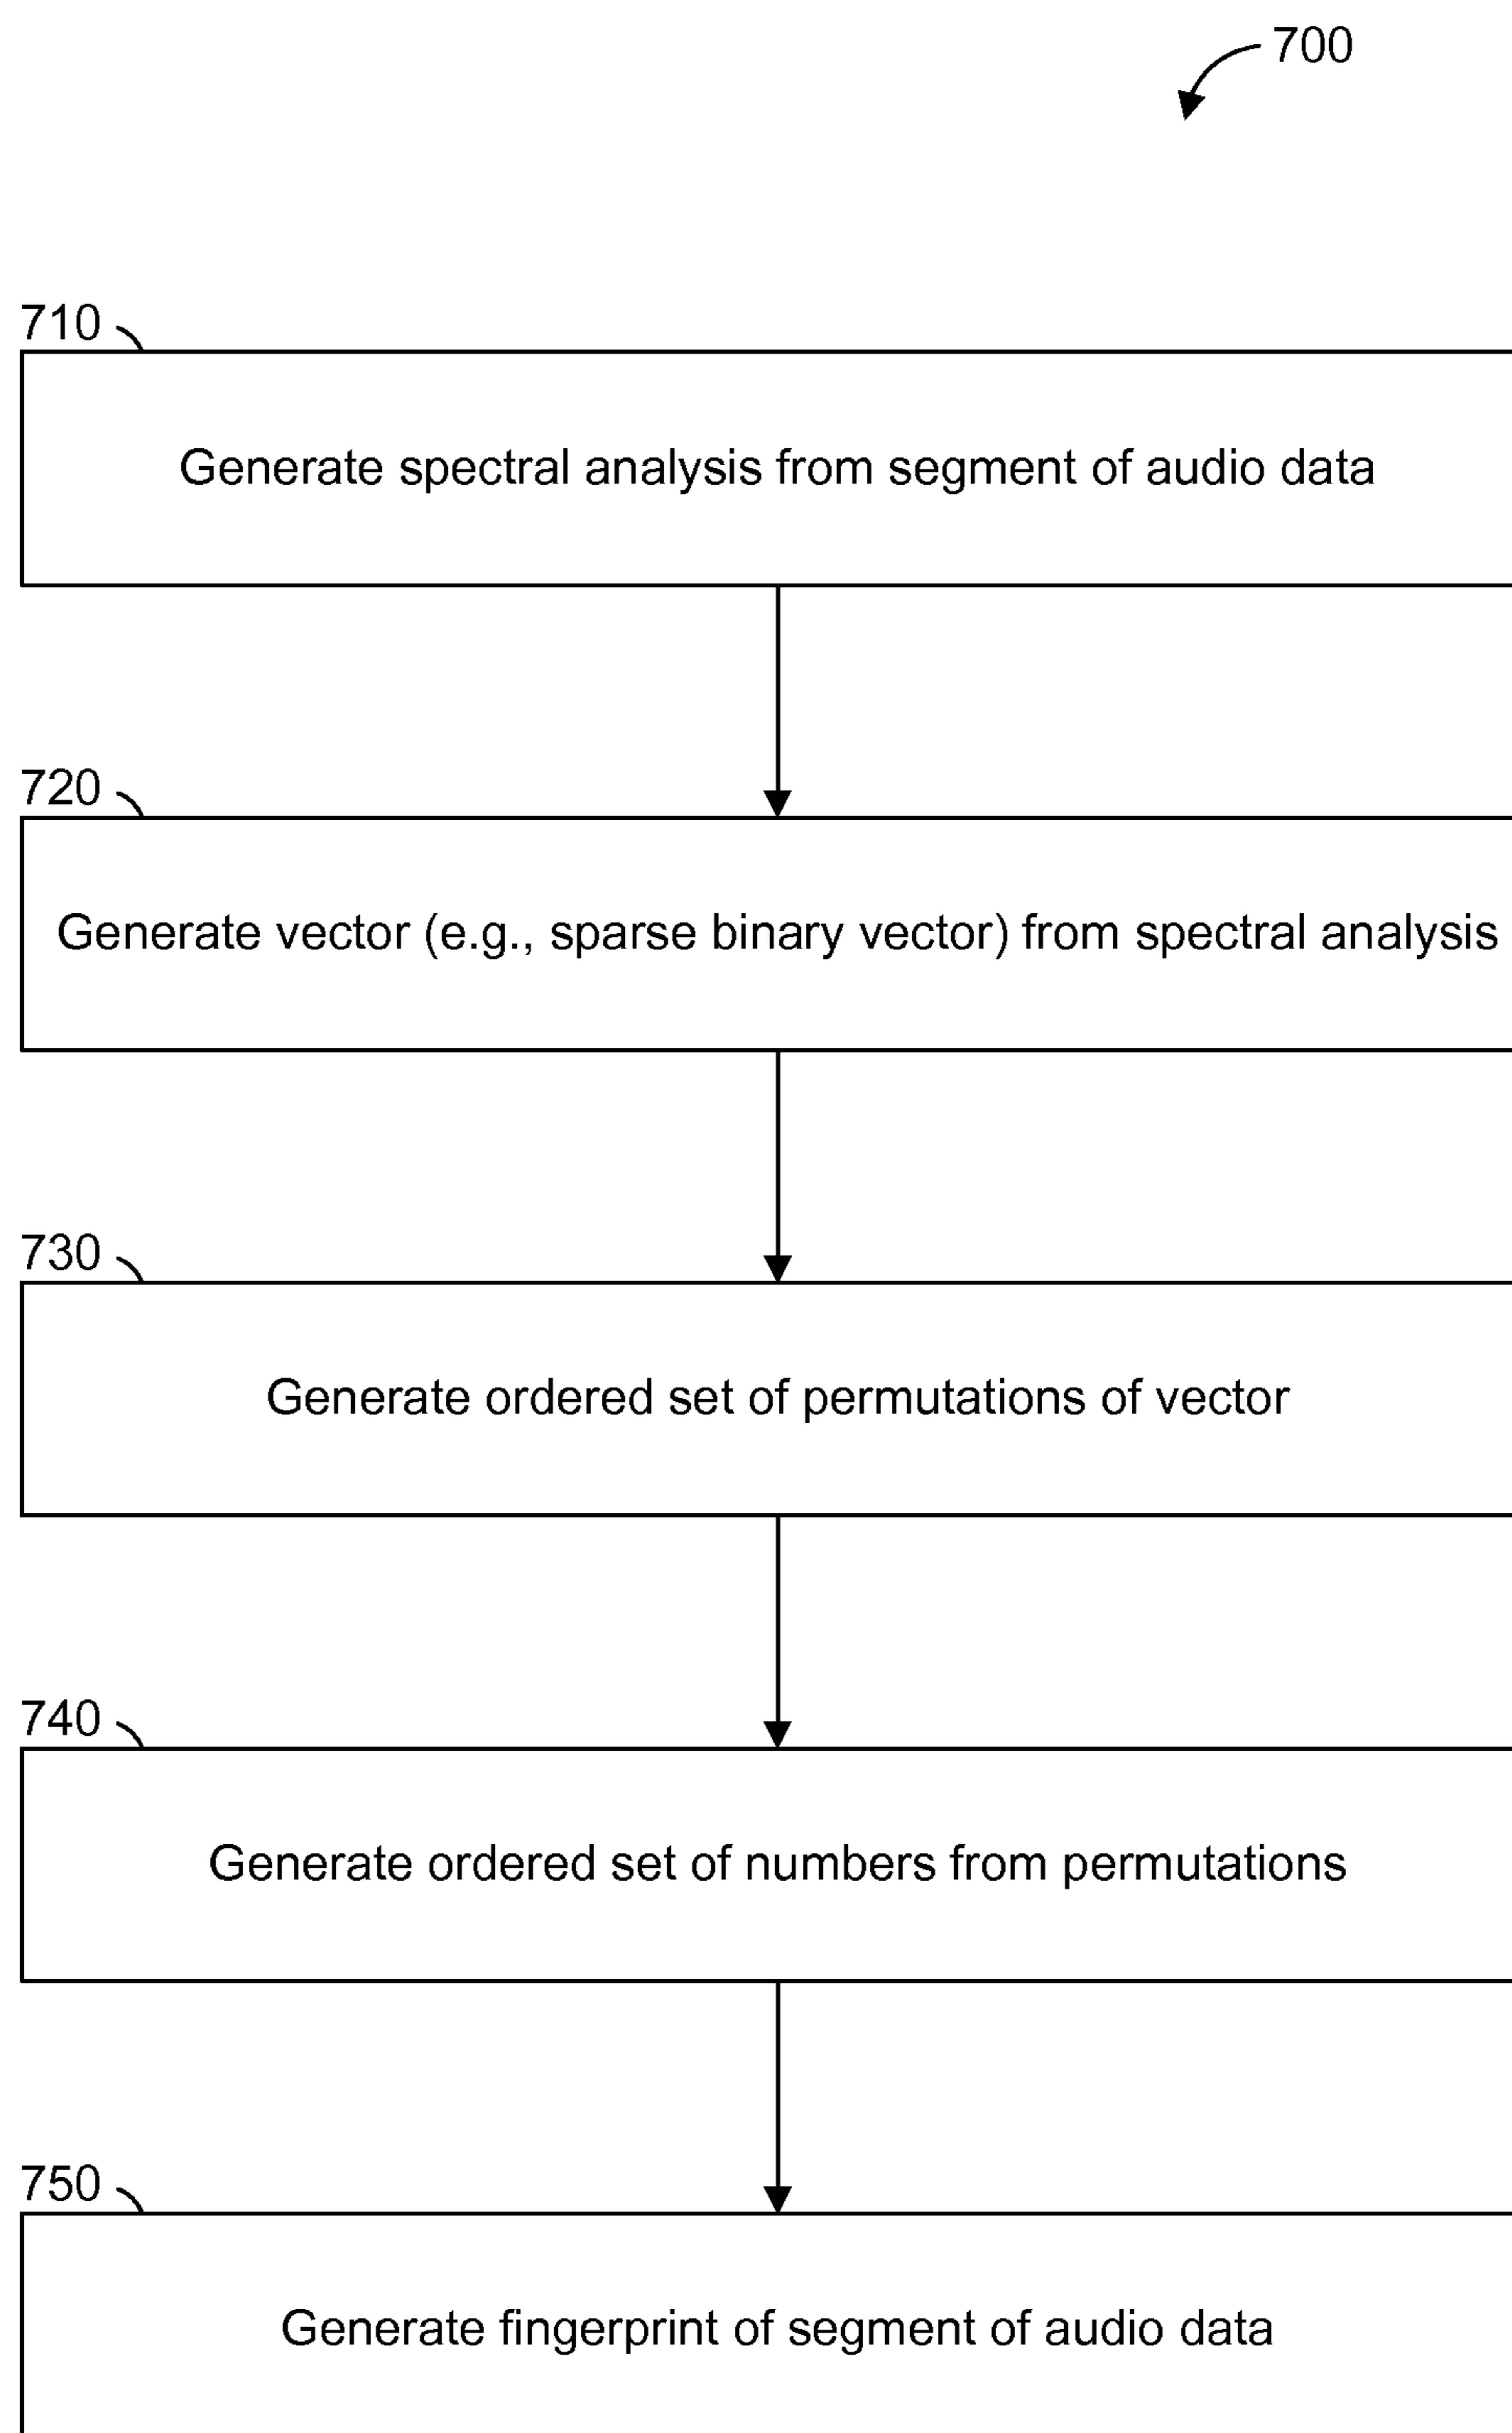 700
710
Generate spectral analysis from segment of audio data
720
Generate vector (e.g., sparse binary vector) from spectral analysis
730
Generate ordered set of permutations of vector
740
Generate ordered set of numbers from permutations
750
Generate fingerprint of segment of audio data